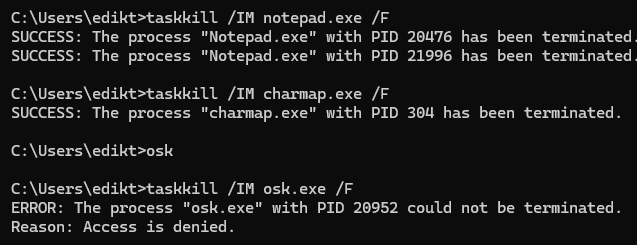 C:\Users\edikt>taskkill /IM notepad.exe /F
SUCCESS: The process "Notepad.exe" with PID 20476 has been terminated.
SUCCESS: The process "Notepad.exe" with PID 21996 has been terminated.
C:\Users\edikt>taskkill /IM charmap.exe /F
SUCCESS: The process "charmap.exe" with PID 304 has been terminated.
C:\Users\edikt>osk
C:\Users\edikt>taskkill /IM osk.exe /F
ERROR: The process "osk.exe" with PID 20952 could not be terminated.
Reason: Access is denied.